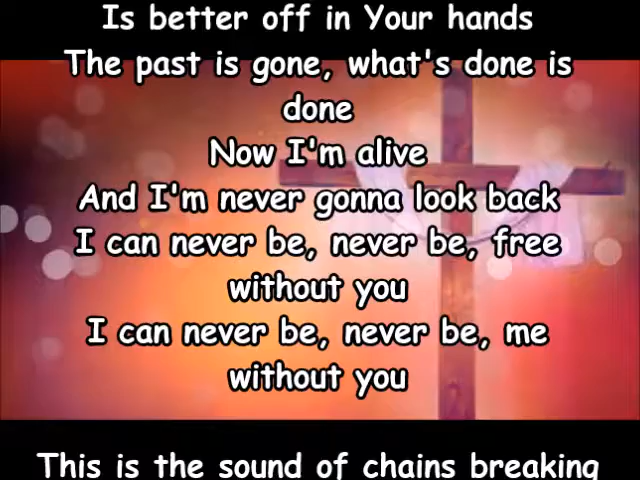 Is better off in Your hands
The past is gone, what's done is
done
Now I'm alive
And I'm never gonna look back
I can never be, never be, free
without you
I can never be, never be, me
without you
This is the sound of chains breaking